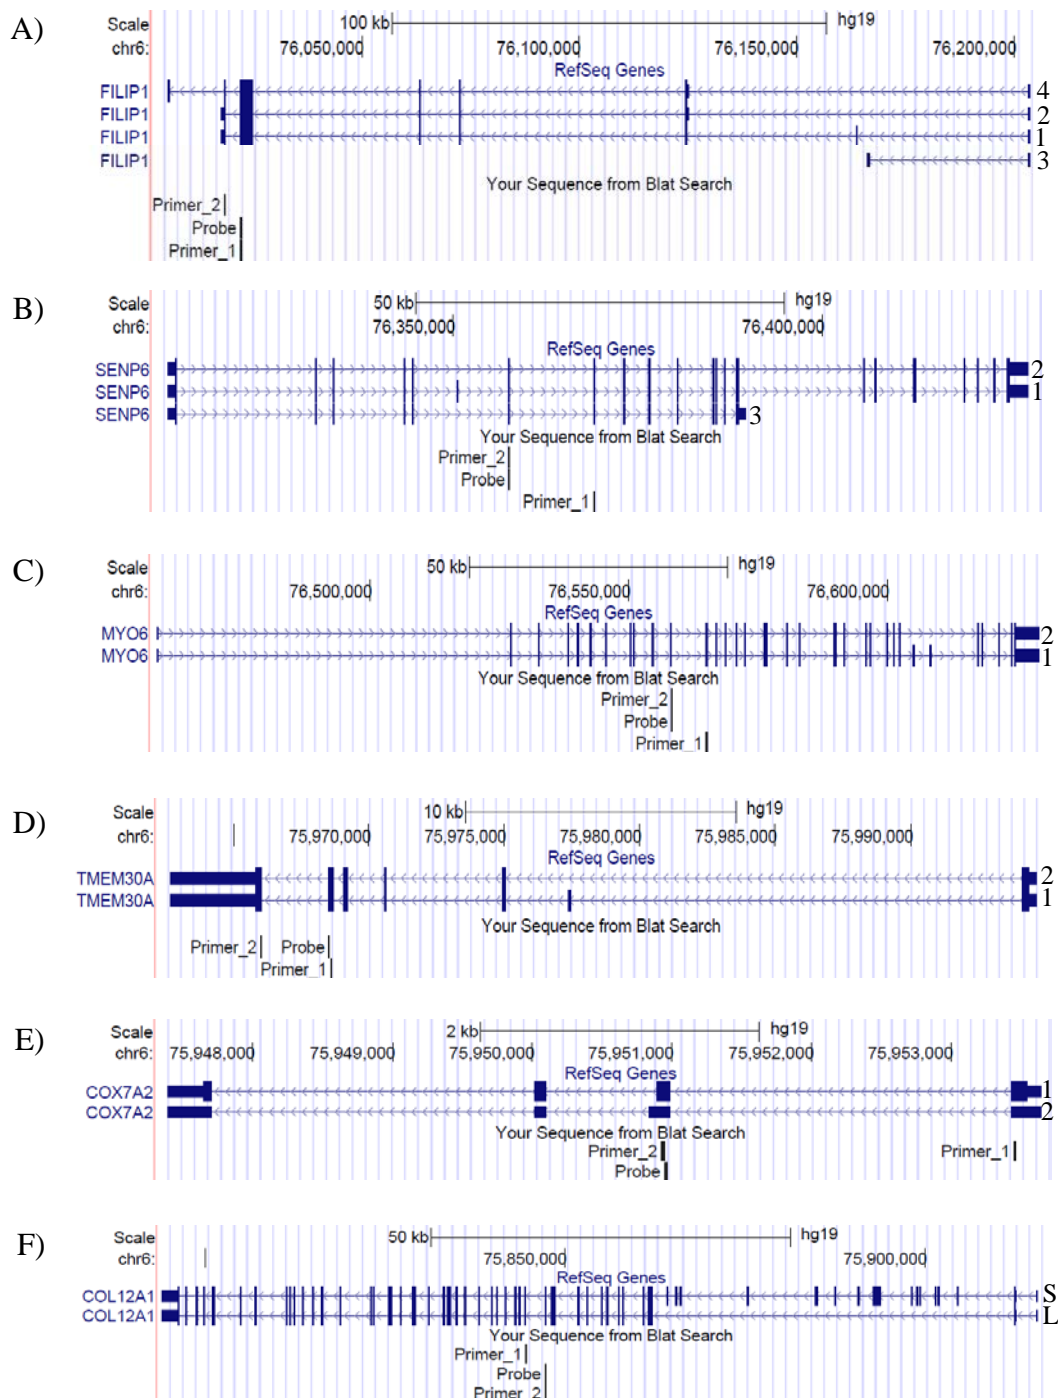 A)
Scale 100 kb hg19
chr6: 76,050,000 76,100,000 76,150,000 76,200,000
RefSeq Genes
FILIP1 4
FILIP1 2
FILIP1 1
FILIP1 3
Your Sequence from Blat Search
Primer_2
Probe
Primer_1
B)
Scale 50 kb hg19
chr6: 76,350,000 76,400,000
RefSeq Genes
SENP6 2
SENP6 1
SENP6 3
Your Sequence from Blat Search
Primer_2
Probe
Primer_1
C)
Scale 50 kb hg19
chr6: 76,500,000 76,550,000 76,600,000
RefSeq Genes
MYO6 2
MYO6 1
Your Sequence from Blat Search
Primer_2
Probe
Primer_1
D)
Scale 10 kb hg19
chr6: 75,970,000 75,975,000 75,980,000 75,985,000 75,990,000
RefSeq Genes
TMEM30A 2
TMEM30A 1
Your Sequence from Blat Search
Primer_2 Probe
Primer_1
E)
Scale 2 kb hg19
chr6: 75,948,000 75,949,000 75,950,000 75,951,000 75,952,000 75,953,000
RefSeq Genes
COX7A2 1
COX7A2 2
Your Sequence from Blat Search
Primer_2 Primer_1
Probe
F)
Scale 50 kb hg19
chr6: 75,850,000 75,900,000
RefSeq Genes
COL12A1 S
COL12A1 L
Your Sequence from Blat Search
Primer_1
Probe
Primer_2